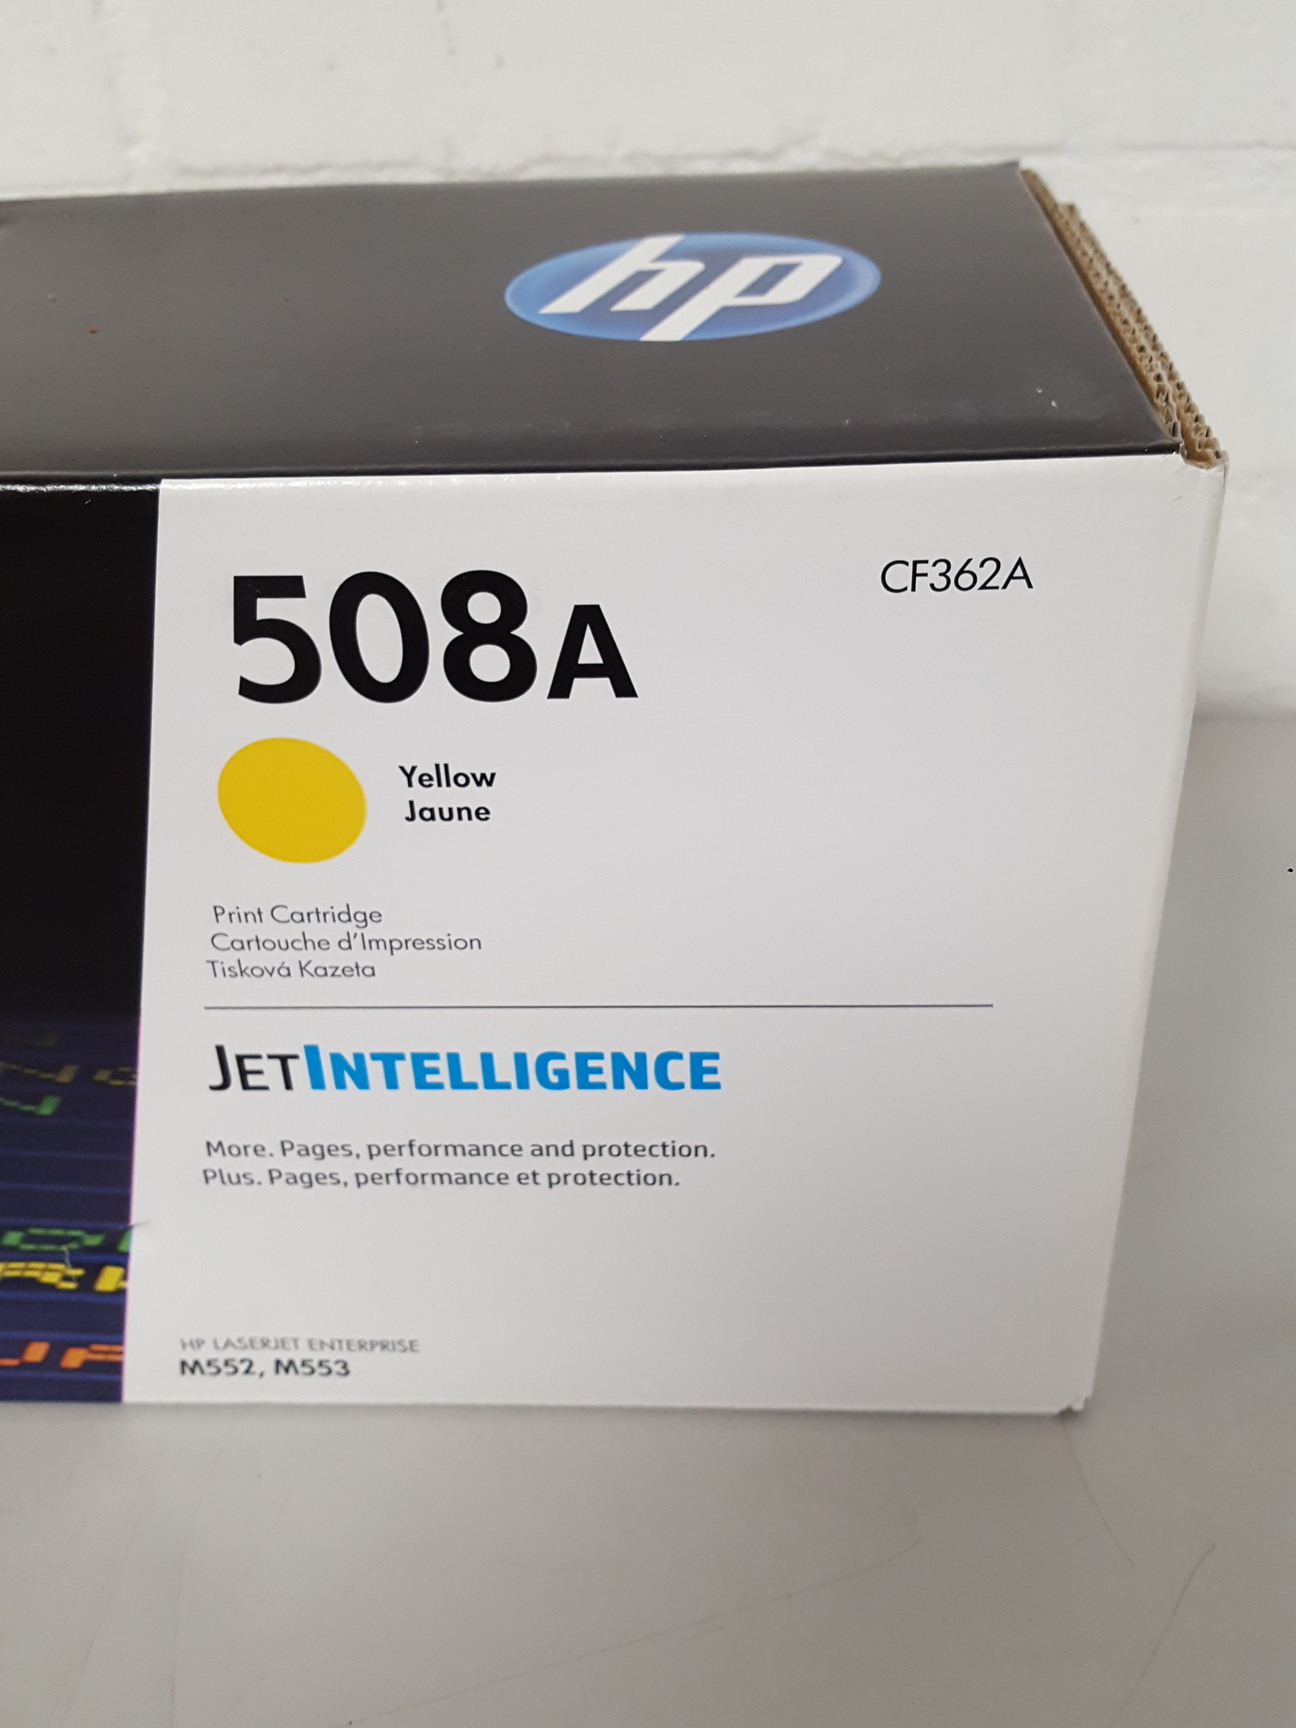 hp
508A
CF362A
Yellow
Jaune
Print Cartridge
Cartouche d'Impression
Tisková Kazeta
JETINTELLIGENCE
More. Pages, performance and protection.
Plus. Pages, performance et protection.
HP LASERJET ENTERPRISE
M552, M553